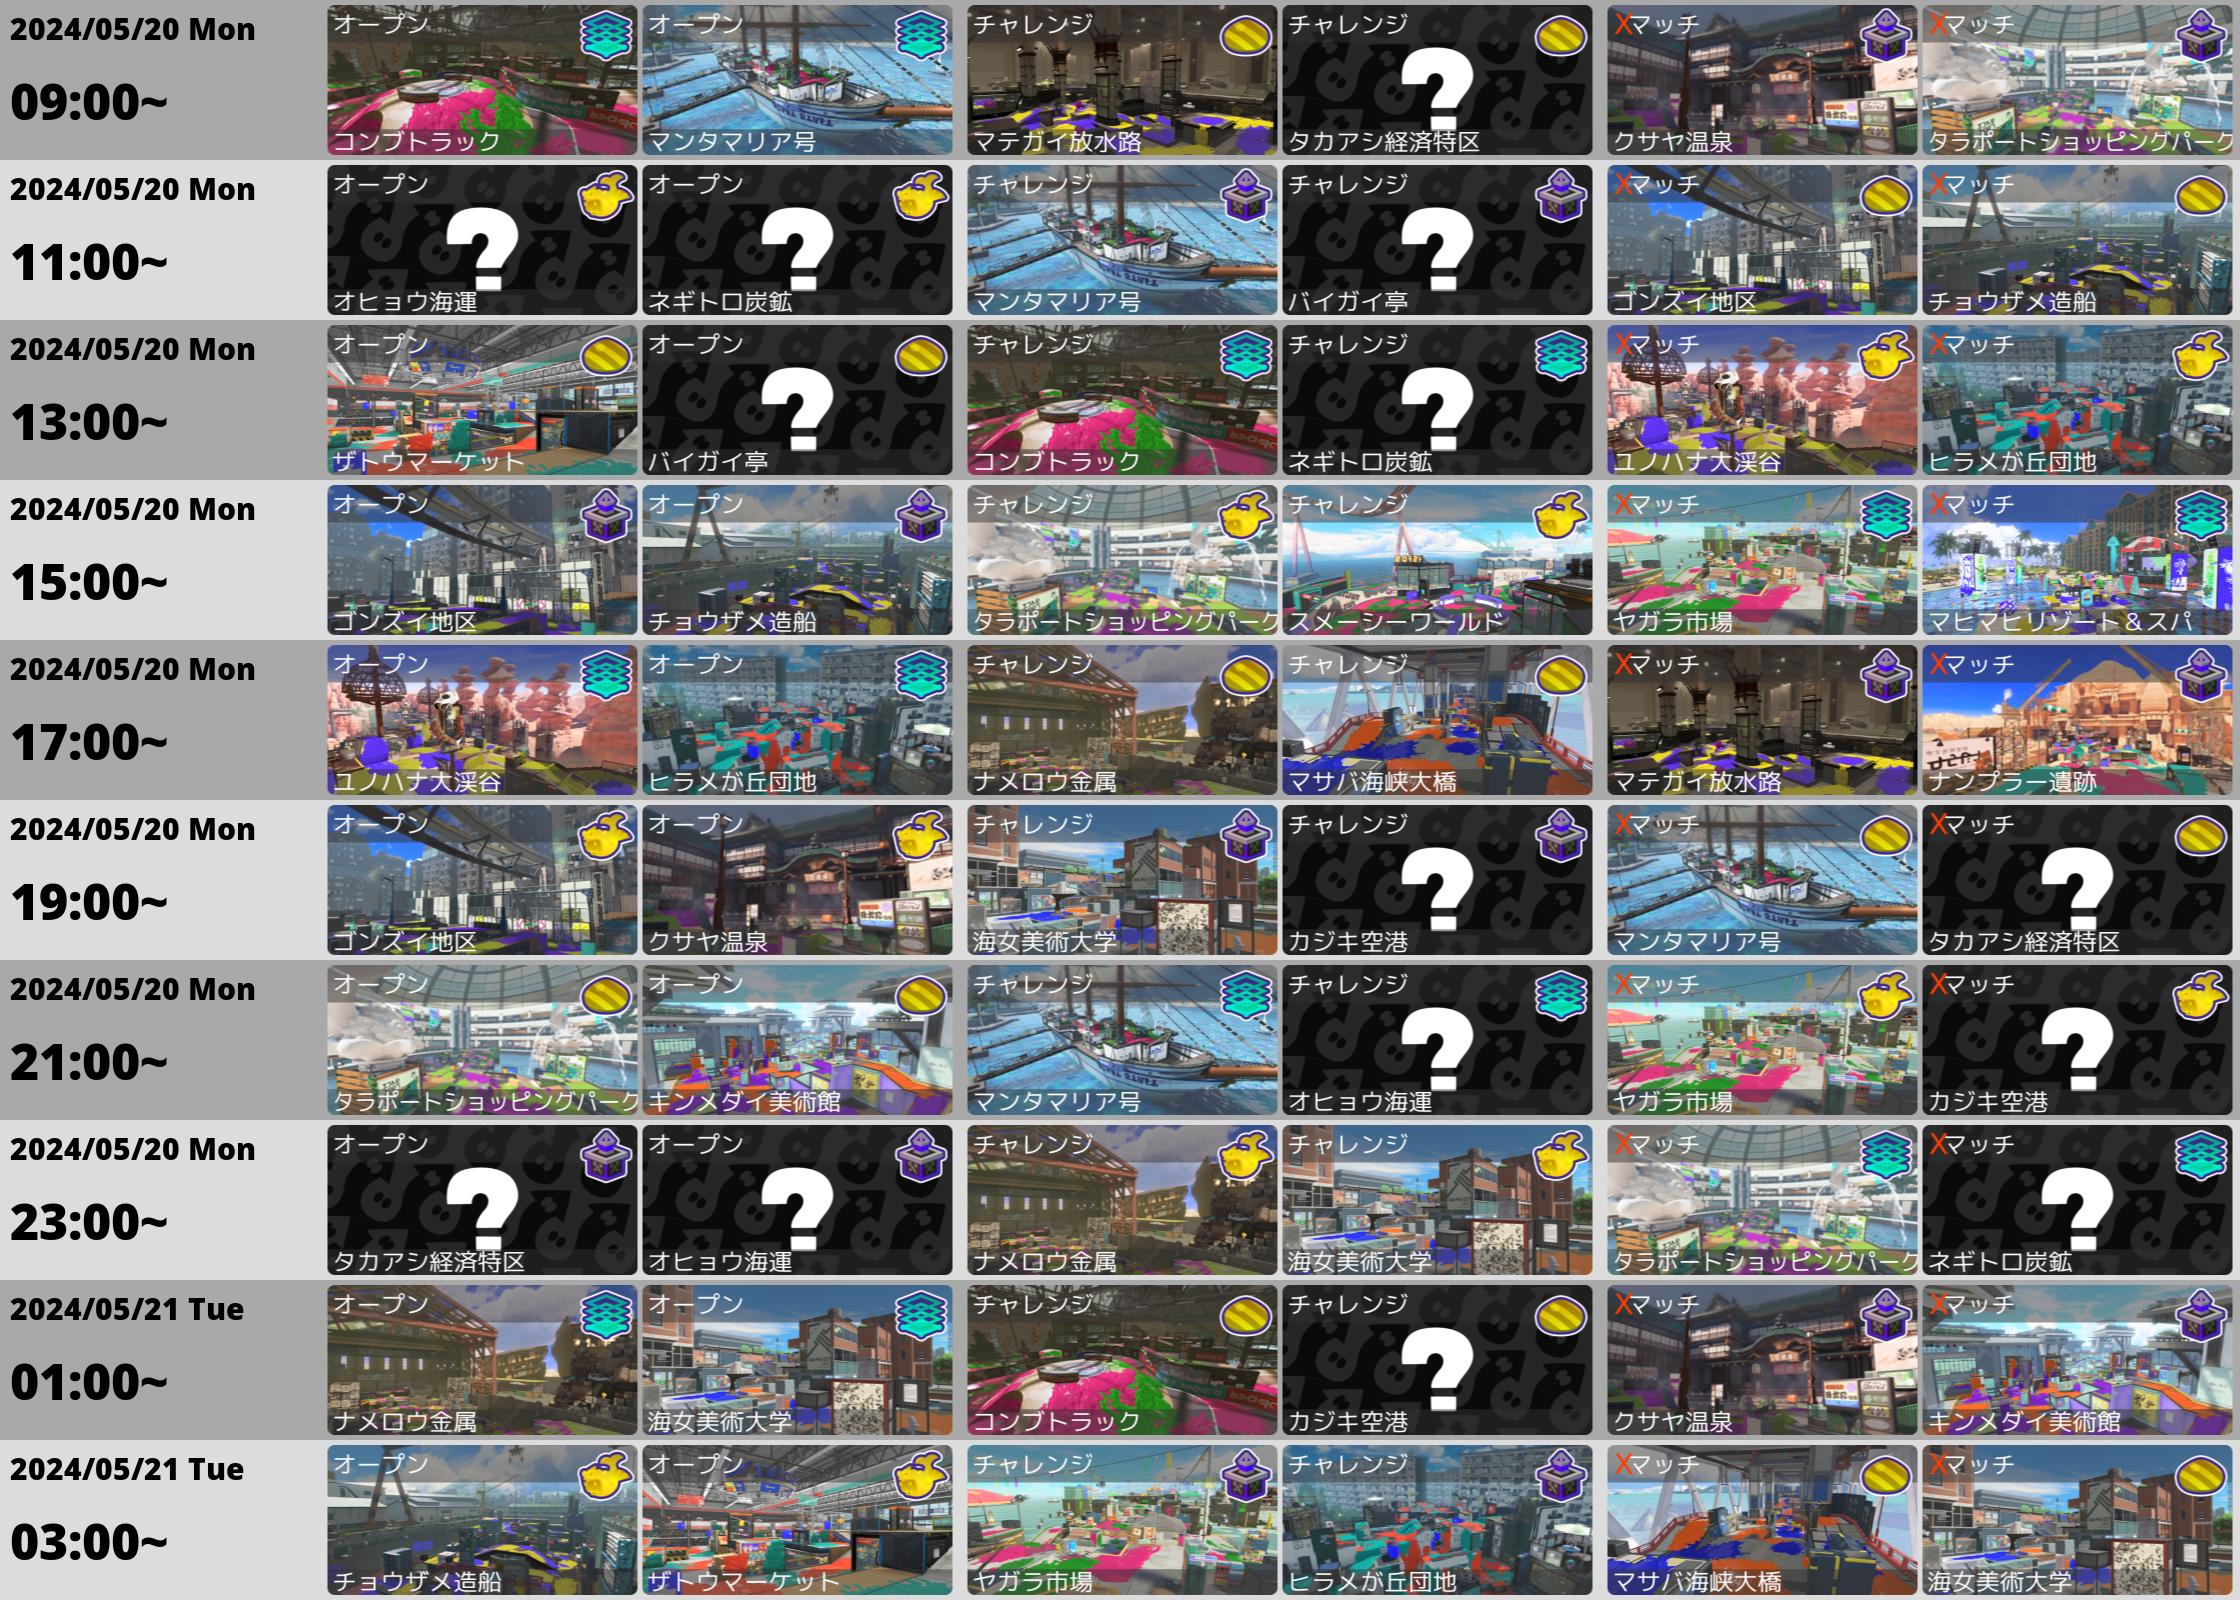 2024/05/20 Mon
09:00~
オープン
コンブトラック
オープン
マンタマリア号
チャレンジ
マテガイ放水路
チャレンジ
?
タカアシ経済特区
Xマッチ
クサヤ温泉
Xマッチ
タラポートショッピングパーク
2024/05/20 Mon
11:00~
オープン
?
オヒョウ海運
オープン
?
ネギトロ炭鉱
チャレンジ
マンタマリア号
チャレンジ
?
バイガイ亭
Xマッチ
ゴンズイ地区
Xマッチ
チョウザメ造船
2024/05/20 Mon
13:00~
オープン
ザトウマーケット
オープン
?
バイガイ亭
チャレンジ
コンブトラック
チャレンジ
?
ネギトロ炭鉱
Xマッチ
ユノハナ大渓谷
Xマッチ
ヒラメが丘団地
2024/05/20 Mon
15:00~
オープン
ゴンズイ地区
オープン
チョウザメ造船
チャレンジ
タラポートショッピングパーク
チャレンジ
スメーシーワールド
Xマッチ
ヤガラ市場
Xマッチ
マヒマヒリゾート&スパ
2024/05/20 Mon
17:00~
オープン
ユノハナ大渓谷
オープン
ヒラメが丘団地
チャレンジ
ナメロウ金属
チャレンジ
マサバ海峡大橋
Xマッチ
マテガイ放水路
Xマッチ
ナンプラー遺跡
2024/05/20 Mon
19:00~
オープン
ゴンズイ地区
オープン
クサヤ温泉
チャレンジ
海女美術大学
チャレンジ
?
カジキ空港
Xマッチ
マンタマリア号
Xマッチ
?
タカアシ経済特区
2024/05/20 Mon
21:00~
オープン
タラポートショッピングパーク
オープン
キンメダイ美術館
チャレンジ
マンタマリア号
チャレンジ
?
オヒョウ海運
Xマッチ
ヤガラ市場
Xマッチ
?
カジキ空港
2024/05/20 Mon
23:00~
オープン
?
タカアシ経済特区
オープン
?
オヒョウ海運
チャレンジ
ナメロウ金属
チャレンジ
海女美術大学
Xマッチ
タラポートショッピングパーク
Xマッチ
?
ネギトロ炭鉱
2024/05/21 Tue
01:00~
オープン
ナメロウ金属
オープン
海女美術大学
チャレンジ
コンブトラック
チャレンジ
?
カジキ空港
Xマッチ
クサヤ温泉
Xマッチ
キンメダイ美術館
2024/05/21 Tue
03:00~
オープン
チョウザメ造船
オープン
ザトウマーケット
チャレンジ
ヤガラ市場
チャレンジ
ヒラメが丘団地
Xマッチ
マサバ海峡大橋
Xマッチ
海女美術大学